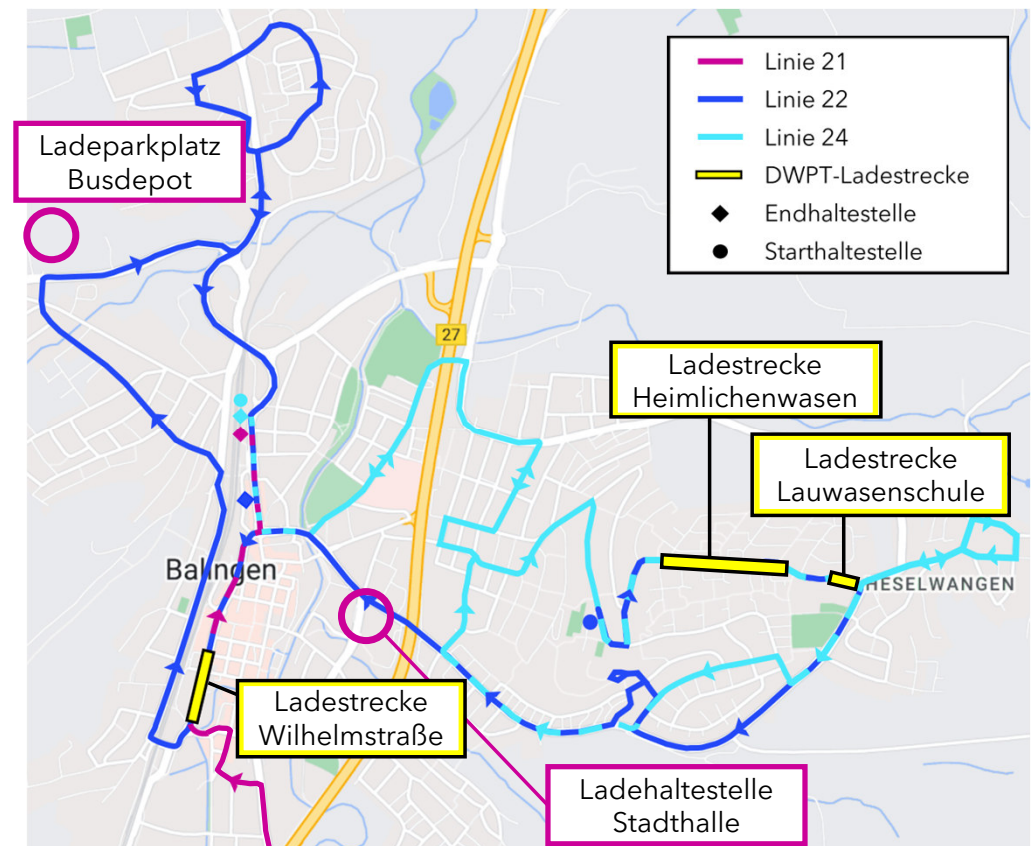 Linie 21
Linie 22
Linie 24
DWPT-Ladestrecke
Endhaltestelle
Starthaltestelle
Ladeparkplatz
Busdepot
27
Ladestrecke
Heimlichenwasen
Ladestrecke
Lauwasenschule
Balingen
HESELWANGEN
Ladestrecke
Wilhelmstraße
Ladehaltestelle
Stadthalle